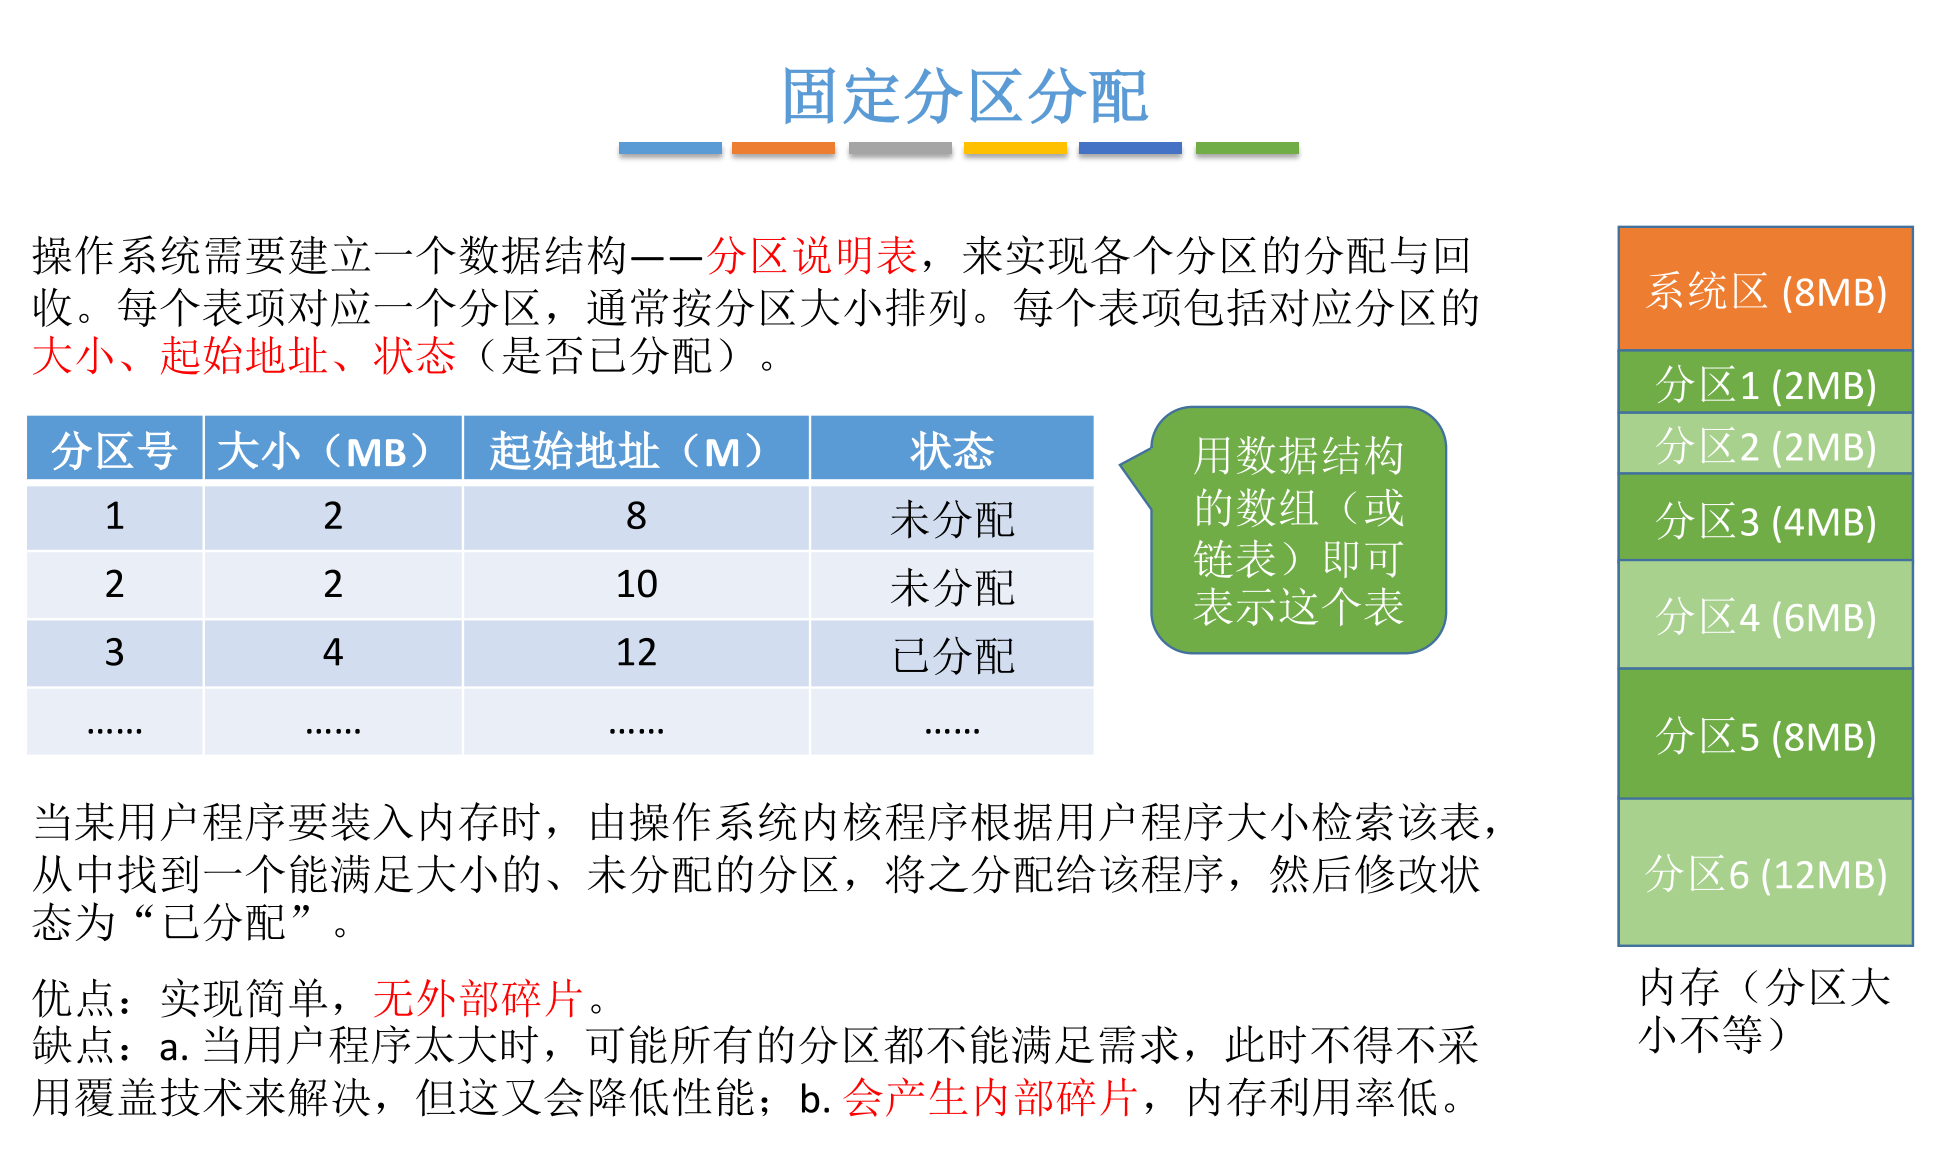 固定分区分配
操作系统需要建立一个数据结构——分区说明表，来实现各个分区的分配与回
收。每个表项对应一个分区，通常按分区大小排列。每个表项包括对应分区的
大小、起始地址、状态（是否已分配）。
分区号 大小（MB） 起始地址（M） 状态
1 2 8 未分配
2 2 10 未分配
3 4 12 已分配
…… …… …… ……
用数据结构
的数组（或
链表）即可
表示这个表
当某用户程序要装入内存时，由操作系统内核程序根据用户程序大小检索该表，
从中找到一个能满足大小的、未分配的分区，将之分配给该程序，然后修改状
态为“已分配”。
优点：实现简单，无外部碎片。
缺点：a. 当用户程序太大时，可能所有的分区都不能满足需求，此时不得不采
用覆盖技术来解决，但这又会降低性能；b. 会产生内部碎片，内存利用率低。
系统区 (8MB)
分区1 (2MB)
分区2 (2MB)
分区3 (4MB)
分区4 (6MB)
分区5 (8MB)
分区6 (12MB)
内存（分区大
小不等）